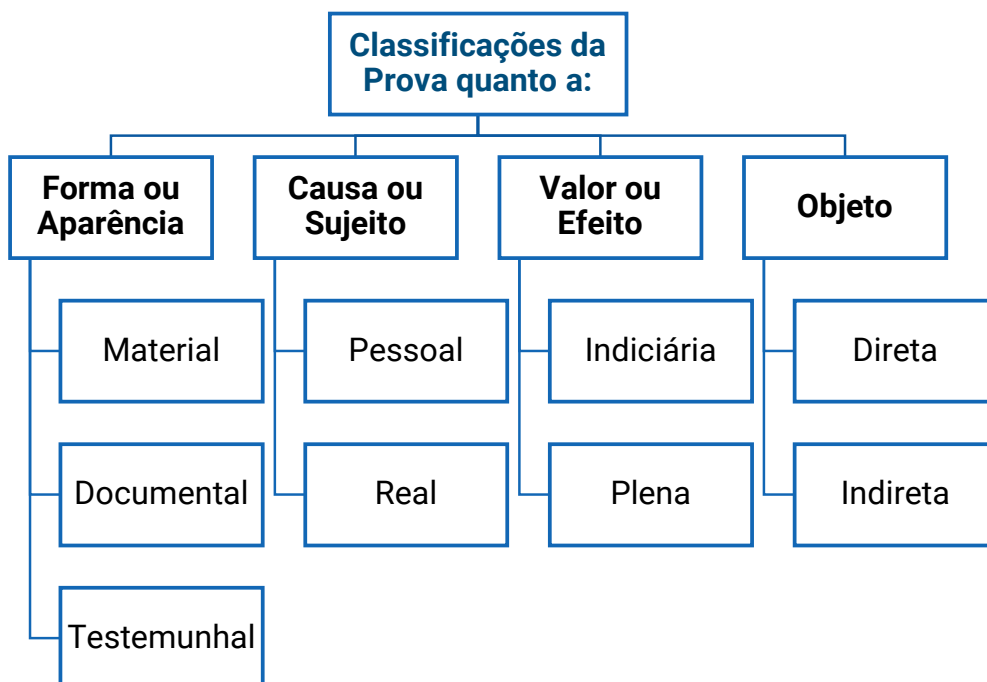 Classificações da
Prova quanto a:
Forma ou
Aparência
Causa ou
Sujeito
Valor ou
Efeito
Objeto
Material
Pessoal
Indiciária
Direta
Documental
Real
Plena
Indireta
Testemunhal